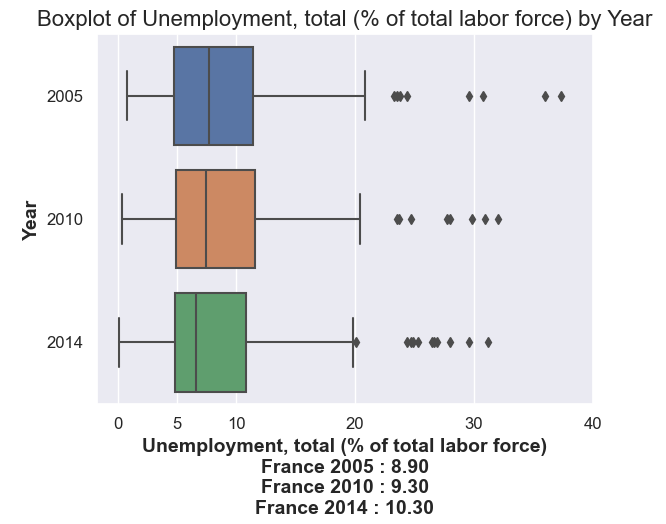 Boxplot of Unemployment, total (% of total labor force) by Year
2005
2010
2014
Year
0 5 10 20 30 40
Unemployment, total (% of total labor force)
France 2005 : 8.90
France 2010 : 9.30
France 2014 : 10.30